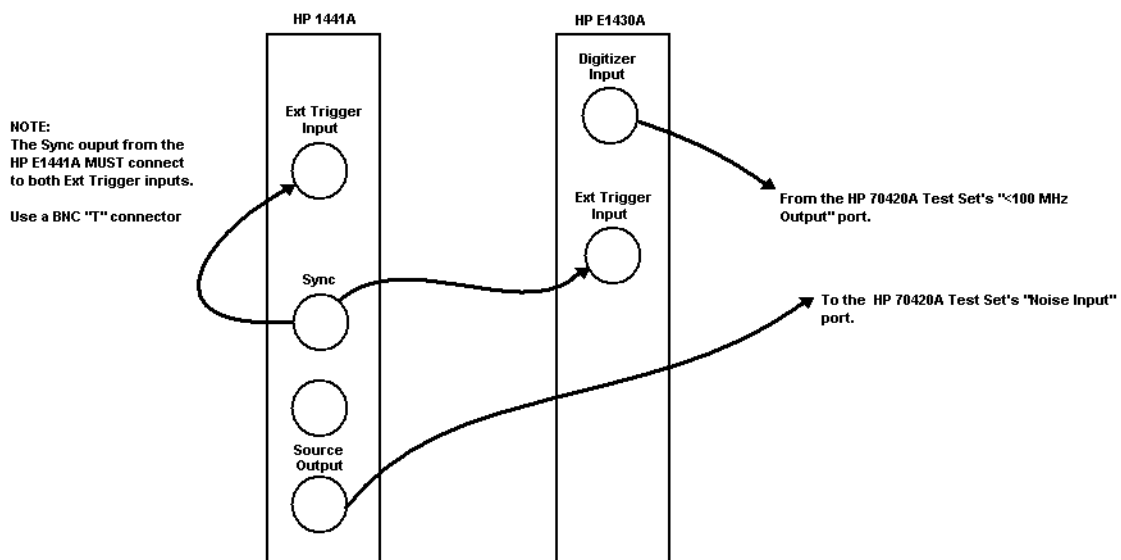 HP 1441A
HP E1430A
NOTE:
The Sync ouput from the
HP E1441A MUST connect
to both Ext Trigger inputs.
Use a BNC "T" connector
Ext Trigger
Input
Sync
Source
Output
Digitizer
Input
Ext Trigger
Input
From the HP 70420A Test Set's "<100 MHz
Output" port.
To the HP 70420A Test Set's "Noise Input"
port.